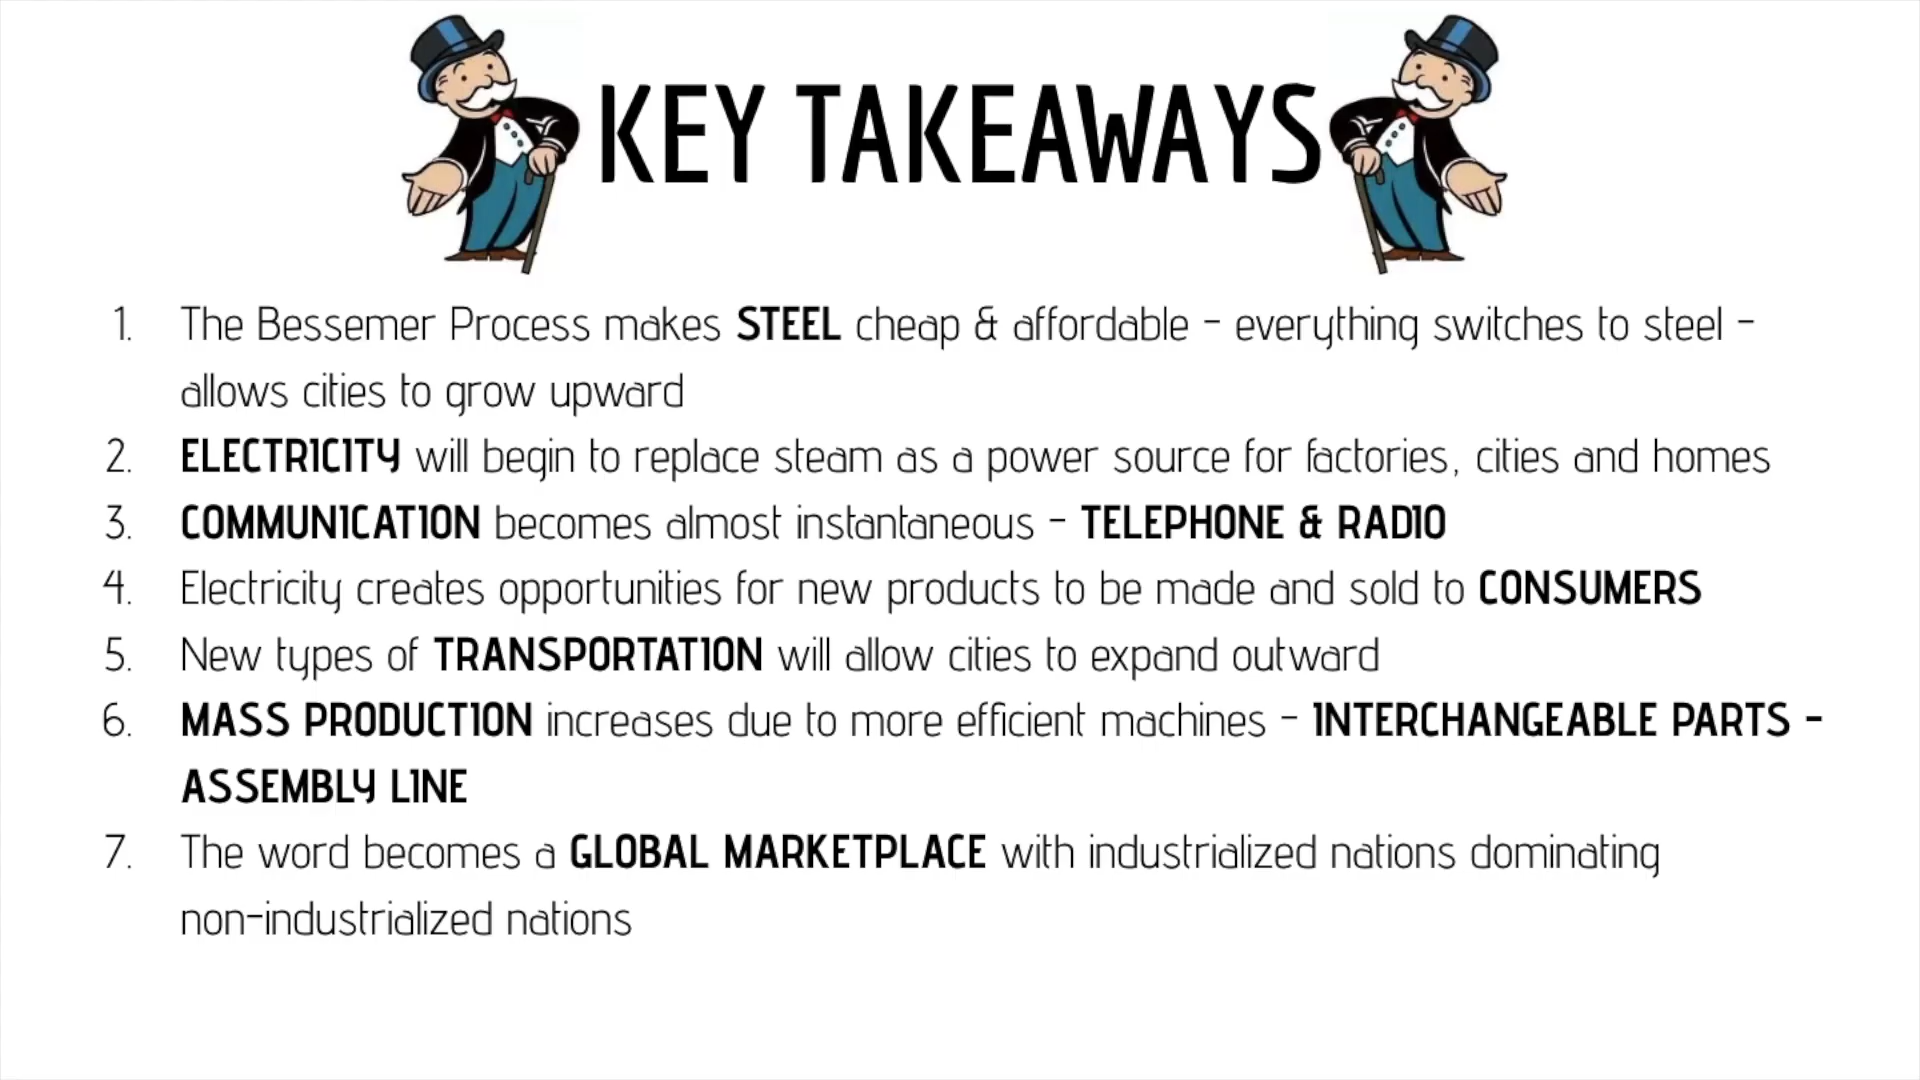 KEY TAKEAWAYS
1. The Bessemer Process makes STEEL cheap & affordable - everything switches to steel -
allows cities to grow upward
2. ELECTRICITY will begin to replace steam as a power source for factories, cities and homes
3. COMMUNICATION becomes almost instantaneous - TELEPHONE & RADIO
4. Electricity creates opportunities for new products to be made and sold to CONSUMERS
5. New types of TRANSPORTATION will allow cities to expand outward
6. MASS PRODUCTION increases due to more efficient machines - INTERCHANGEABLE PARTS -
ASSEMBLY LINE
7. The word becomes a GLOBAL MARKETPLACE with industrialized nations dominating
non-industrialized nations